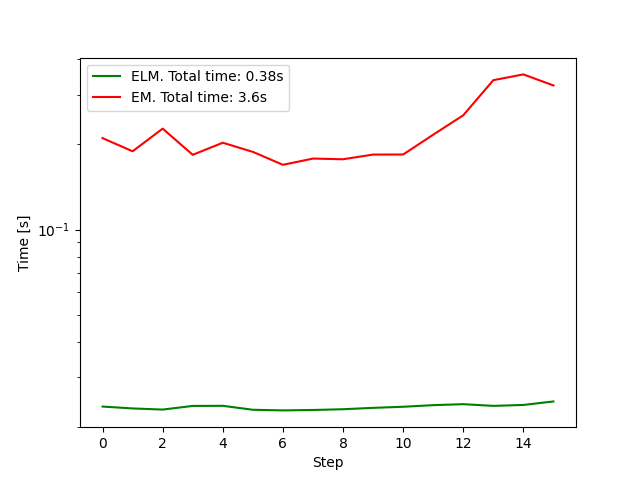 ELM. Total time: 0.38s
EM. Total time: 3.6s
Time [s]
10⁻¹
0 2 4 6 8 10 12 14
Step